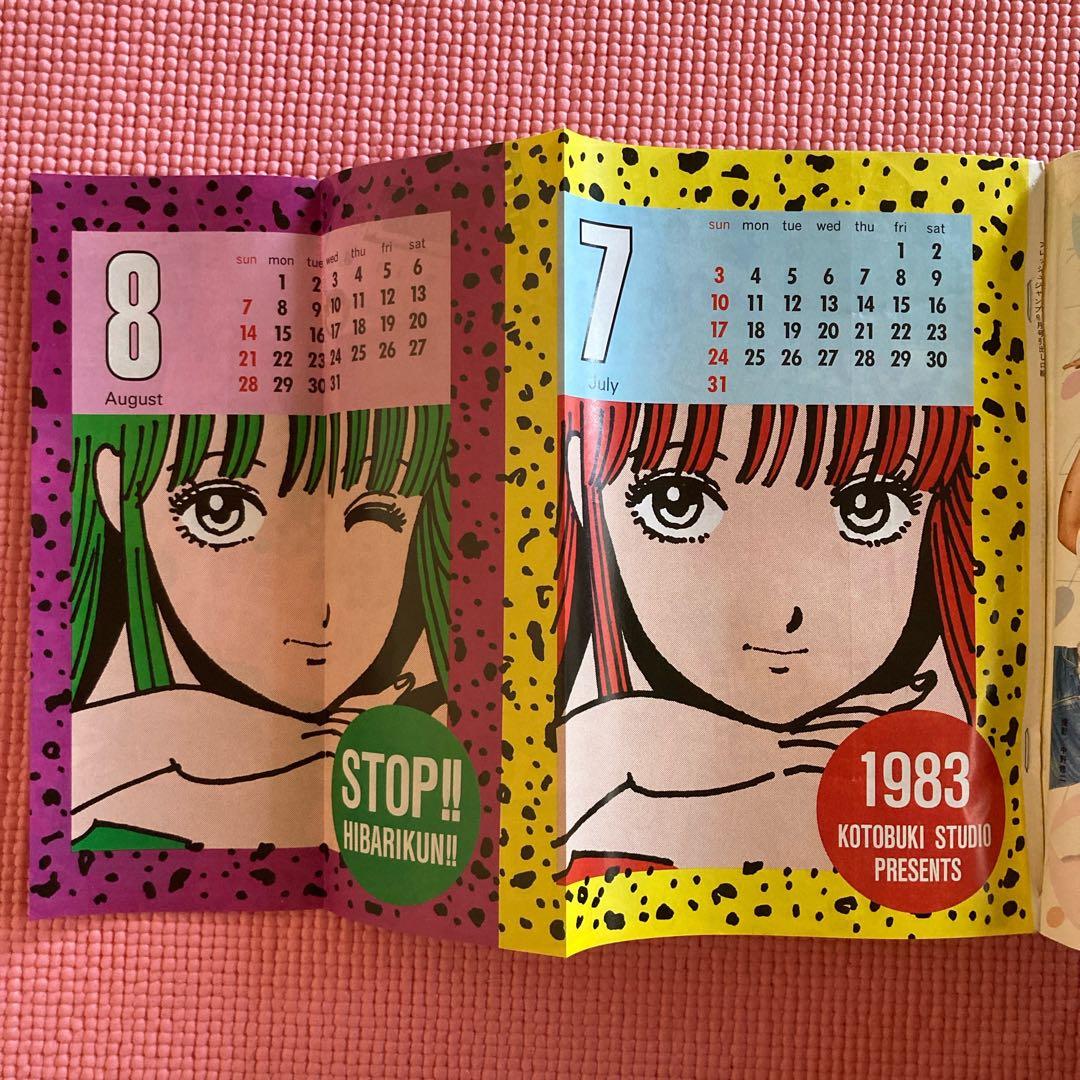 8
August
sun mon tue wed thu fri sat
1 2 3 4 5 6
7 8 9 10 11 12 13
14 15 16 17 18 19 20
21 22 23 24 25 26 27
28 29 30 31
STOP!!
HIBARIKUN!!
7
July
sun mon tue wed thu fri sat
1 2
3 4 5 6 7 8 9
10 11 12 13 14 15 16
17 18 19 20 21 22 23
24 25 26 27 28 29 30
31
1983
KOTOBUKI STUDIO
PRESENTS